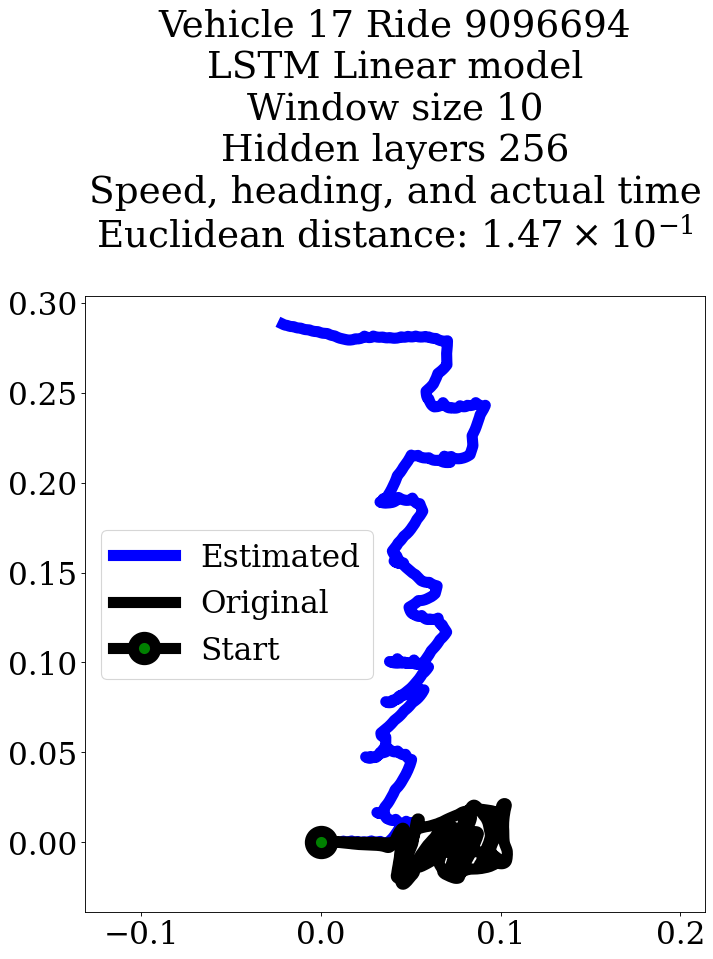 Vehicle 17 Ride 9096694
LSTM Linear model
Window size 10
Hidden layers 256
Speed, heading, and actual time
Euclidean distance: 1.47 × 10⁻¹
0.30
0.25
0.20
0.15
0.10
0.05
0.00
Estimated
Original
Start
−0.1 0.0 0.1 0.2